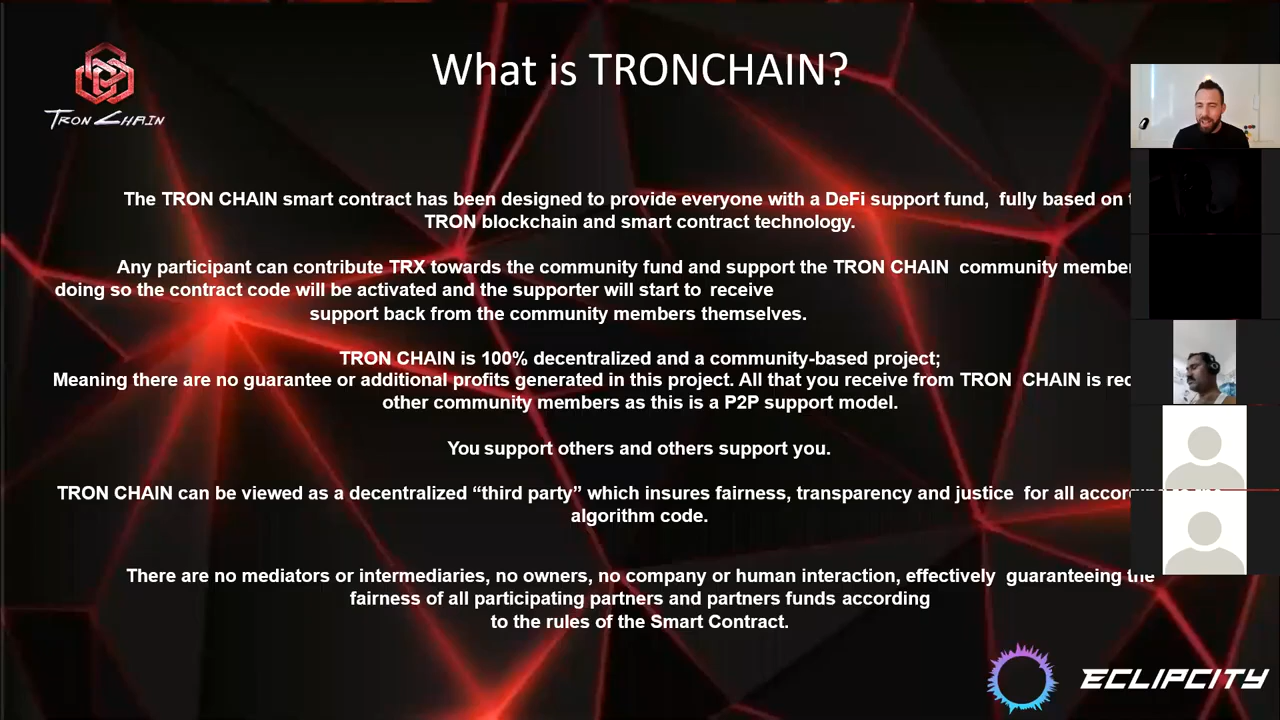 What is TRONCHAIN?
TRON CHAIN
The TRON CHAIN smart contract has been designed to provide everyone with a DeFi support fund, fully based on
TRON blockchain and smart contract technology.
Any participant can contribute TRX towards the community fund and support the TRON CHAIN community
doing so the contract code will be activated and the supporter will start to receive
support back from the community members themselves.
TRON CHAIN is 100% decentralized and a community-based project;
Meaning there are no guarantee or additional profits generated in this project. All that you receive from TRON CHAIN is
other community members as this is a P2P support model.
You support others and others support you.
TRON CHAIN can be viewed as a decentralized “third party” which insures fairness, transparency and justice for all
algorithm code.
There are no mediators or intermediaries, no owners, no company or human interaction, effectively guaranteeing the
fairness of all participating partners and partners funds according
to the rules of the Smart Contract.
ECLIPCITY